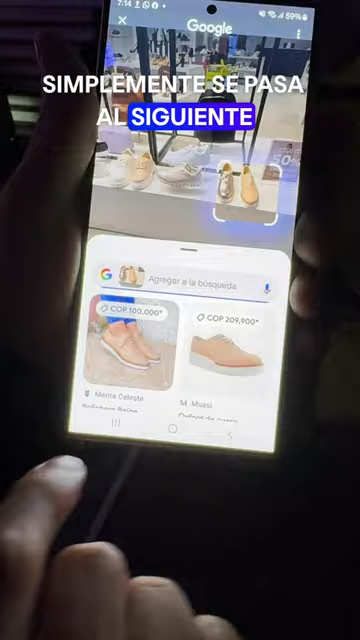 7:14
59%
Google
SIMPLEMENTE SE PASA
AL SIGUIENTE
50%
G Agregar a la búsqueda
COP 100,000*
COP 209,900*
Menta Celeste
M Mussi